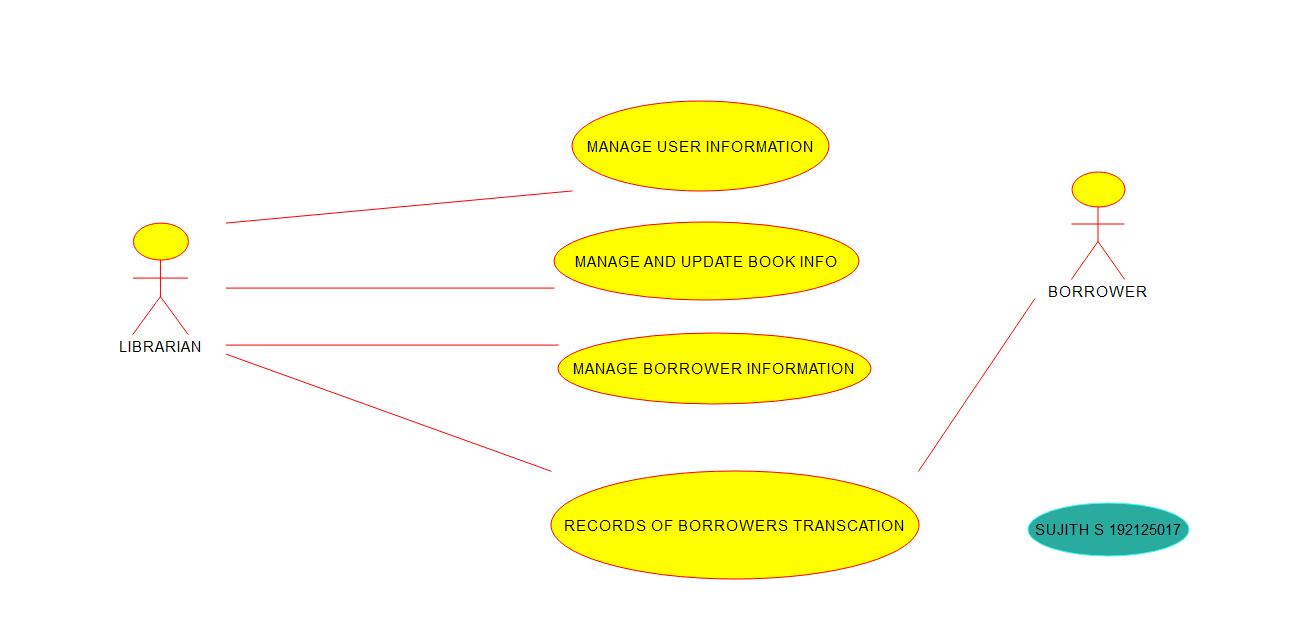 MANAGE USER INFORMATION
MANAGE AND UPDATE BOOK INFO
BORROWER
LIBRARIAN
MANAGE BORROWER INFORMATION
RECORDS OF BORROWERS TRANSCATION
SUJITH S 192125017